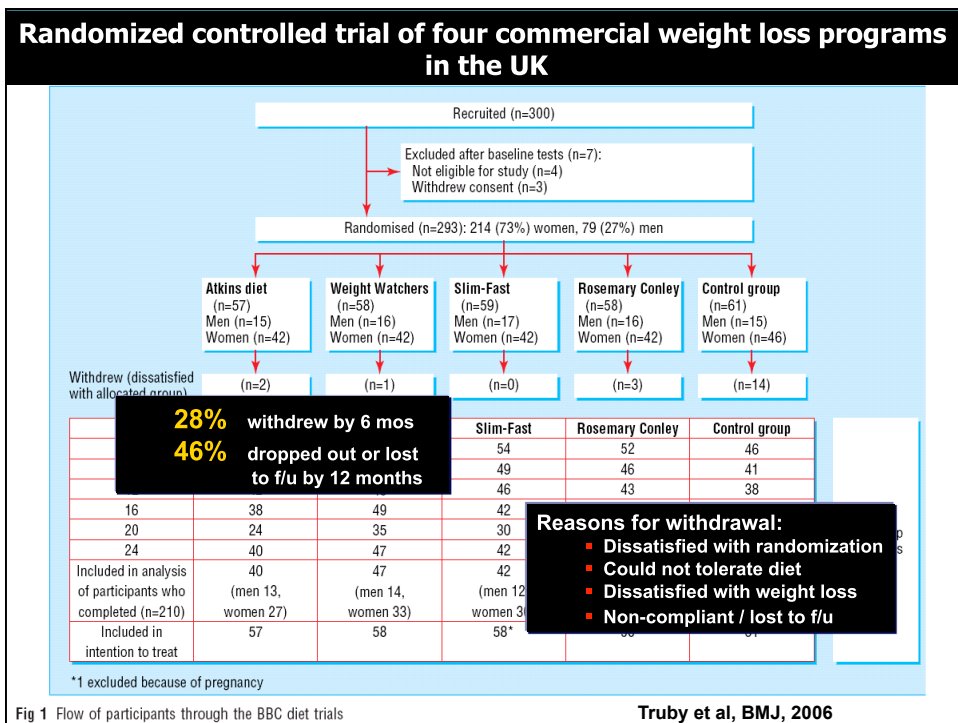 Randomized controlled trial of four commercial weight loss programs
in the UK
Recruited (n=300)
Excluded after baseline tests (n=7):
Not eligible for study (n=4)
Withdrew consent (n=3)
Randomised (n=293): 214 (73%) women, 79 (27%) men
Atkins diet
(n=57)
Men (n=15)
Women (n=42)
Weight Watchers
(n=58)
Men (n=16)
Women (n=42)
Slim-Fast
(n=59)
Men (n=17)
Women (n=42)
Rosemary Conley
(n=58)
Men (n=16)
Women (n=42)
Control group
(n=61)
Men (n=15)
Women (n=46)
Withdrew (dissatisfied
with allocated group)
(n=2) (n=1) (n=0) (n=3) (n=14)
28% withdrew by 6 mos
46% dropped out or lost
to f/u by 12 months
Slim-Fast Rosemary Conley Control group
54 52 46
49 46 41
46 43 38
16 38 49 42
20 24 35 30
24 40 47 42
Included in analysis
of participants who
completed (n=210)
40
(men 13,
women 27)
47
(men 14,
women 33)
42
(men 12
women
Included in
intention to treat
57 58 58*
Reasons for withdrawal:
▪ Dissatisfied with randomization
▪ Could not tolerate diet
▪ Dissatisfied with weight loss
▪ Non-compliant / lost to f/u
*1 excluded because of pregnancy
Fig 1 Flow of participants through the BBC diet trials
Truby et al, BMJ, 2006